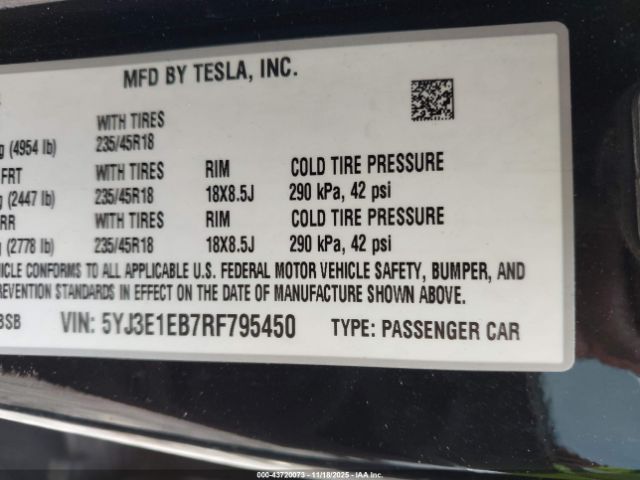 MFD BY TESLA, INC.
WITH TIRES
g (4954 lb) 235/45R18
FRT WITH TIRES RIM COLD TIRE PRESSURE
g (2447 lb) 235/45R18 18X8.5J 290 kPa, 42 psi
RR WITH TIRES RIM COLD TIRE PRESSURE
g (2778 lb) 235/45R18 18X8.5J 290 kPa, 42 psi
HICLE CONFORMS TO ALL APPLICABLE U.S. FEDERAL MOTOR VEHICLE SAFETY, BUMPER, AND
PREVENTION STANDARDS IN EFFECT ON THE DATE OF MANUFACTURE SHOWN ABOVE.
BSB VIN: 5YJ3E1EB7RF795450 TYPE: PASSENGER CAR
000-43720073 - 11/18/2025 - IAA Inc.